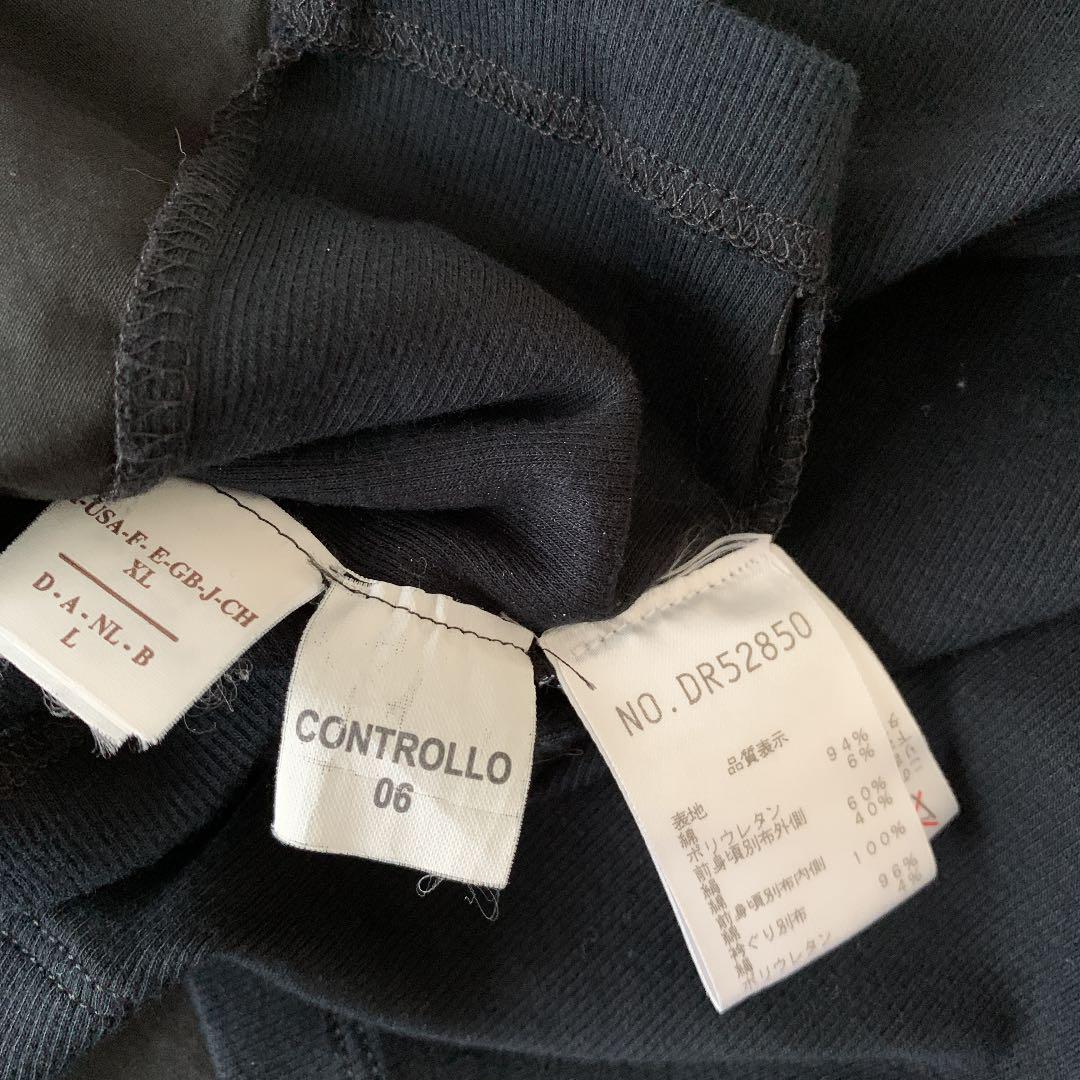 USA-F-E-GB-J-CH
XL
D-A-NL-B
L
CONTROLLO
06
NO.DR52850
品質表示
表地
綿 94%
ポリウレタン 6%
前身頃別布外側
絹 60%
綿 40%
前身頃別布内側
綿 100%
衿ぐり別布
綿 96%
ポリウレタン 4%